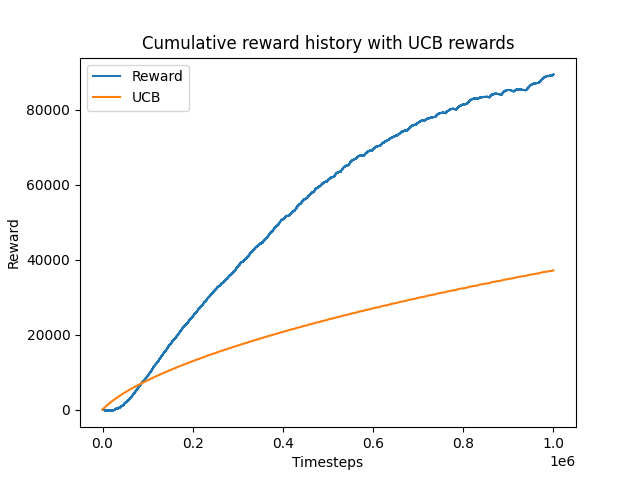 Cumulative reward history with UCB rewards
Reward
UCB
80000
60000
40000
20000
0
Reward
0.0 0.2 0.4 0.6 0.8 1.0
1e6
Timesteps